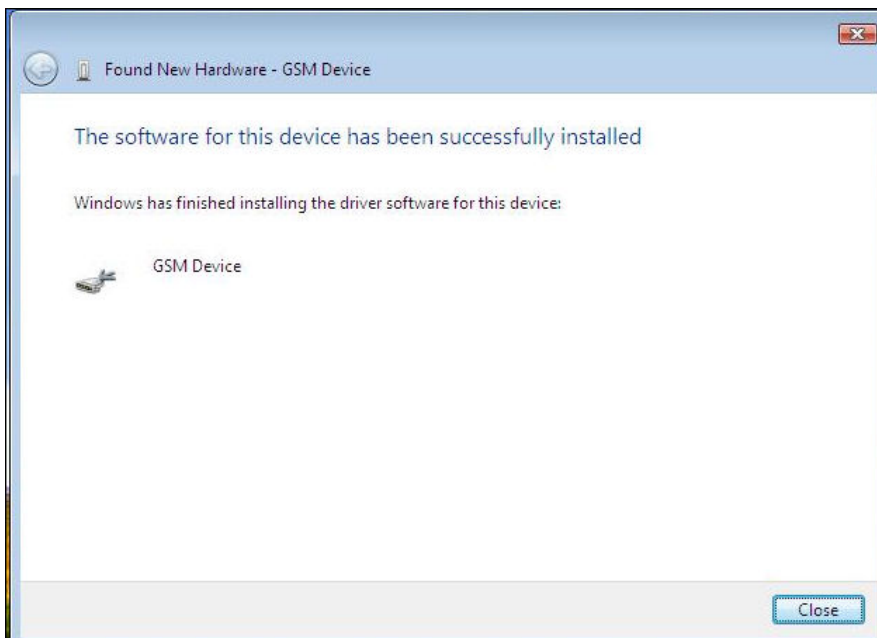 Found New Hardware - GSM Device
The software for this device has been successfully installed
Windows has finished installing the driver software for this device:
GSM Device
Close